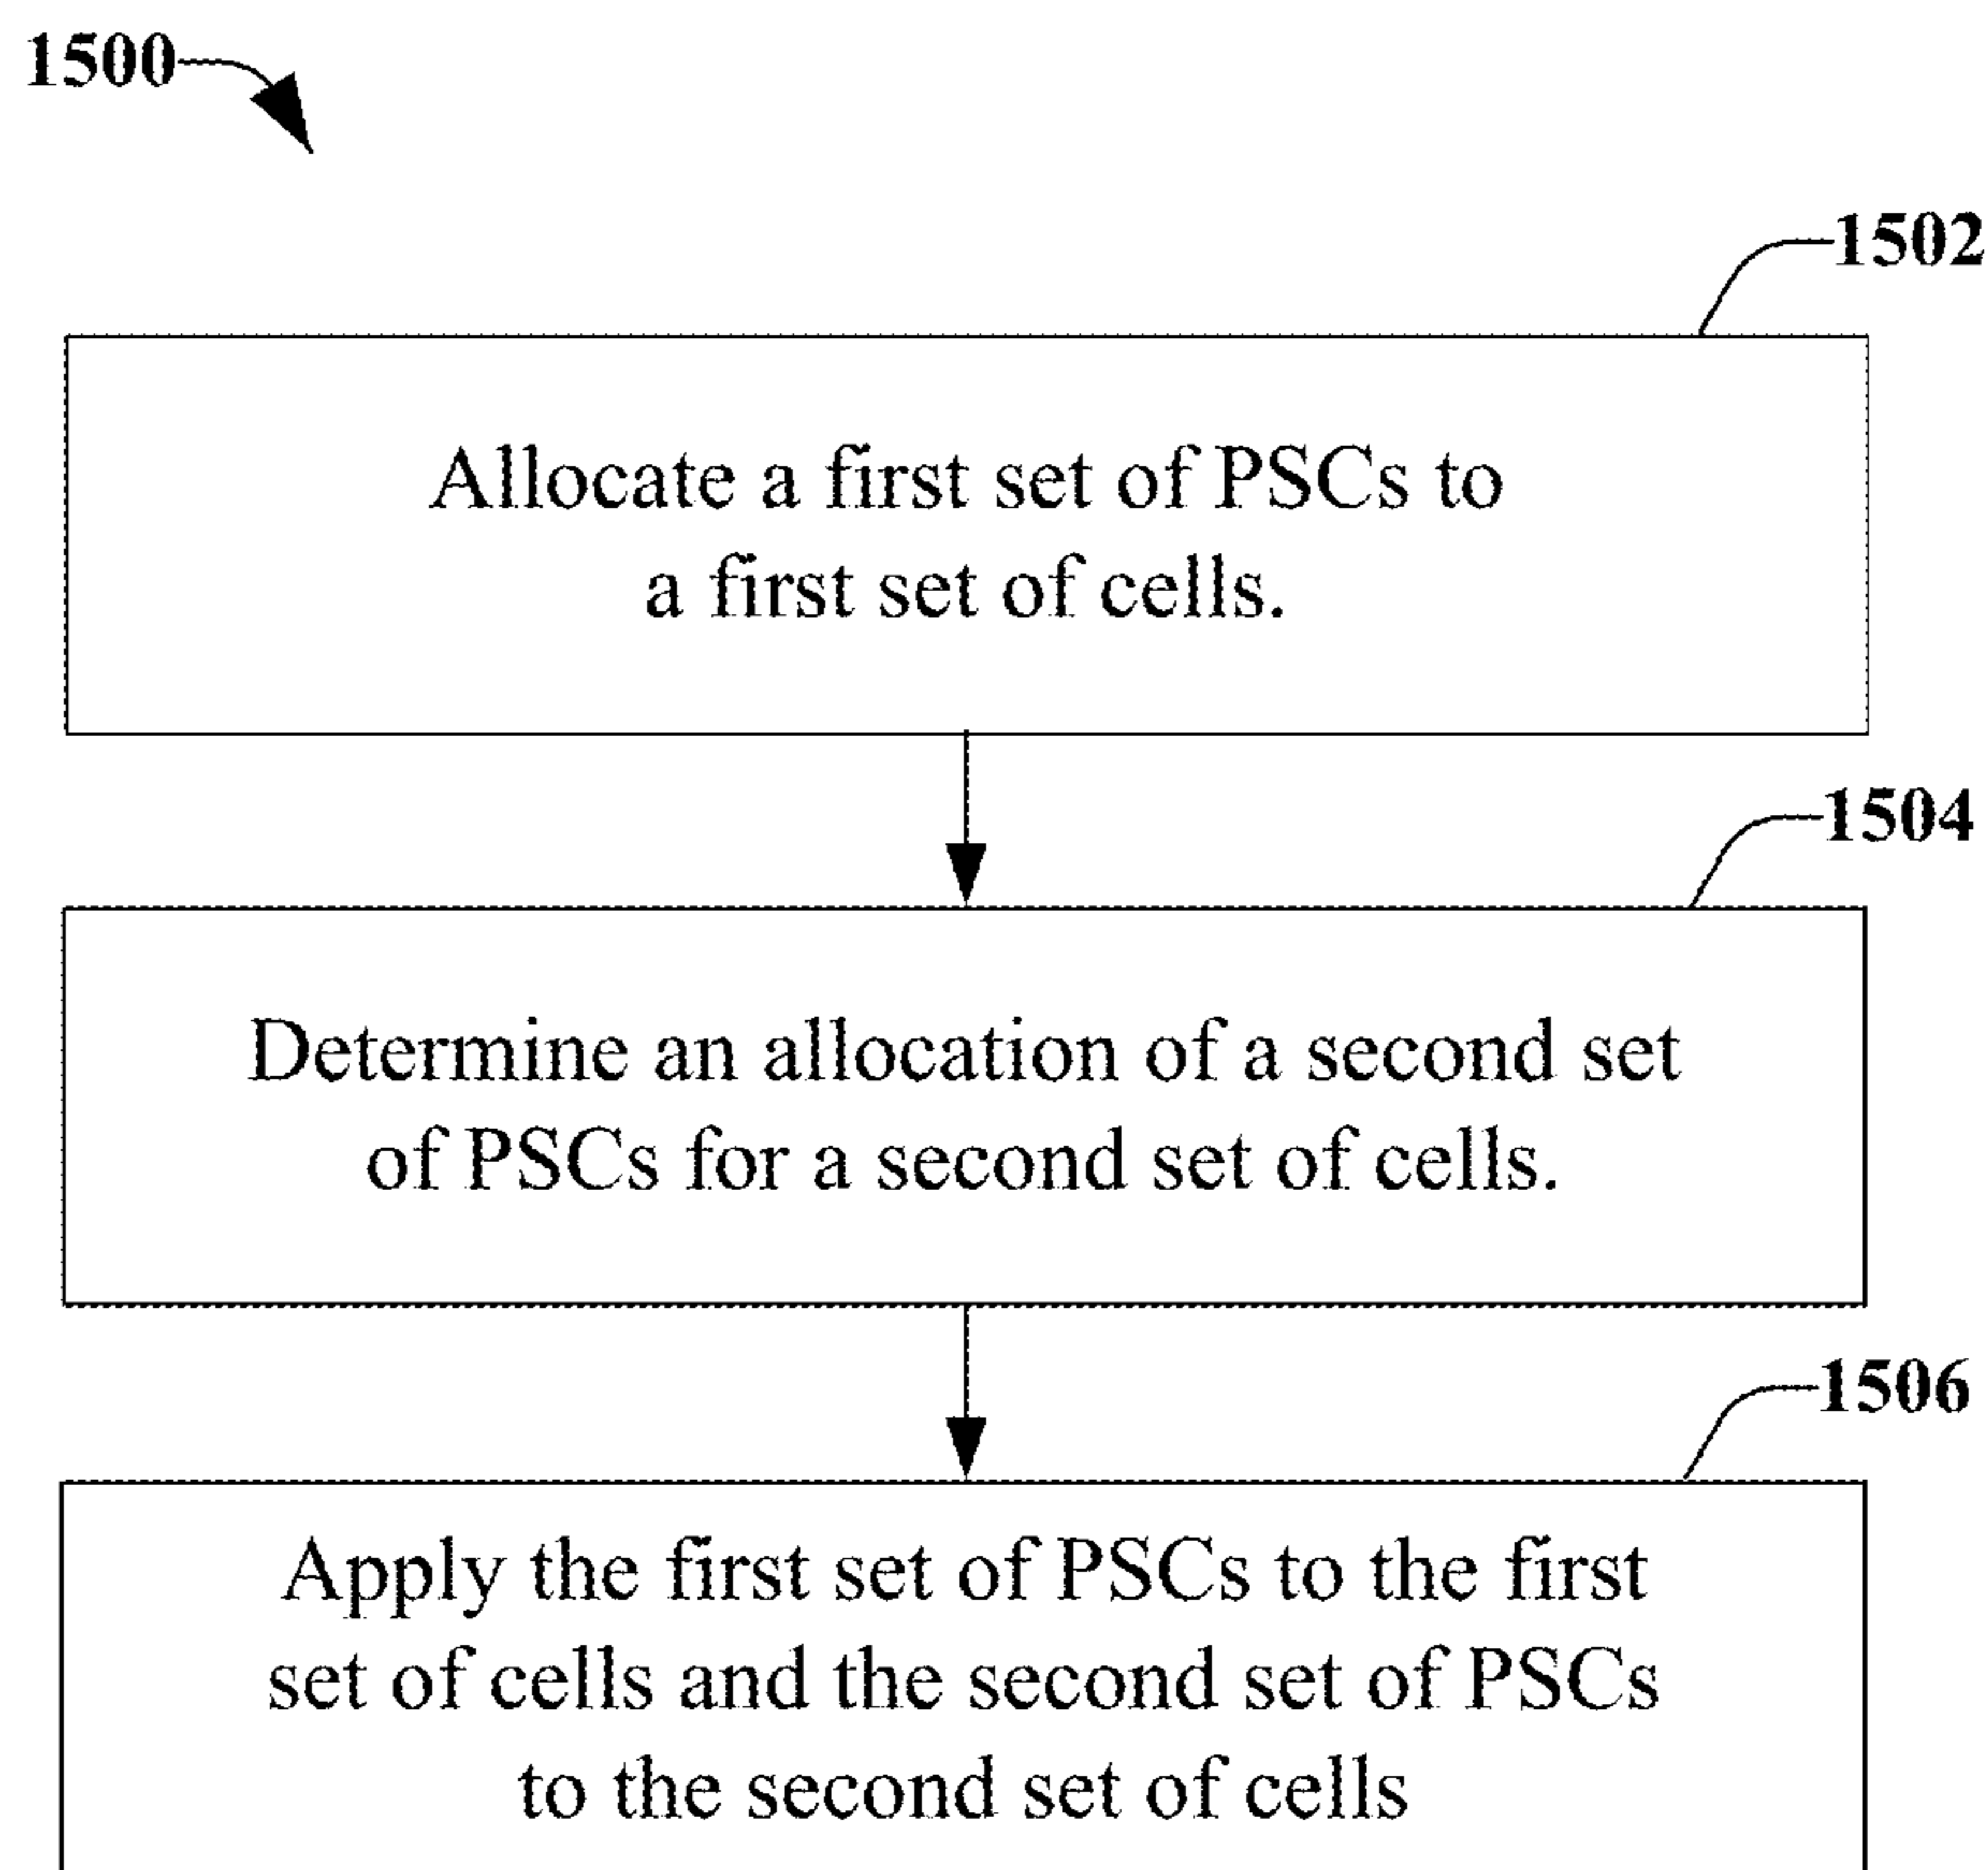 1500
1502
Allocate a first set of PSCs to
a first set of cells.
1504
Determine an allocation of a second set
of PSCs for a second set of cells.
1506
Apply the first set of PSCs to the first
set of cells and the second set of PSCs
to the second set of cells